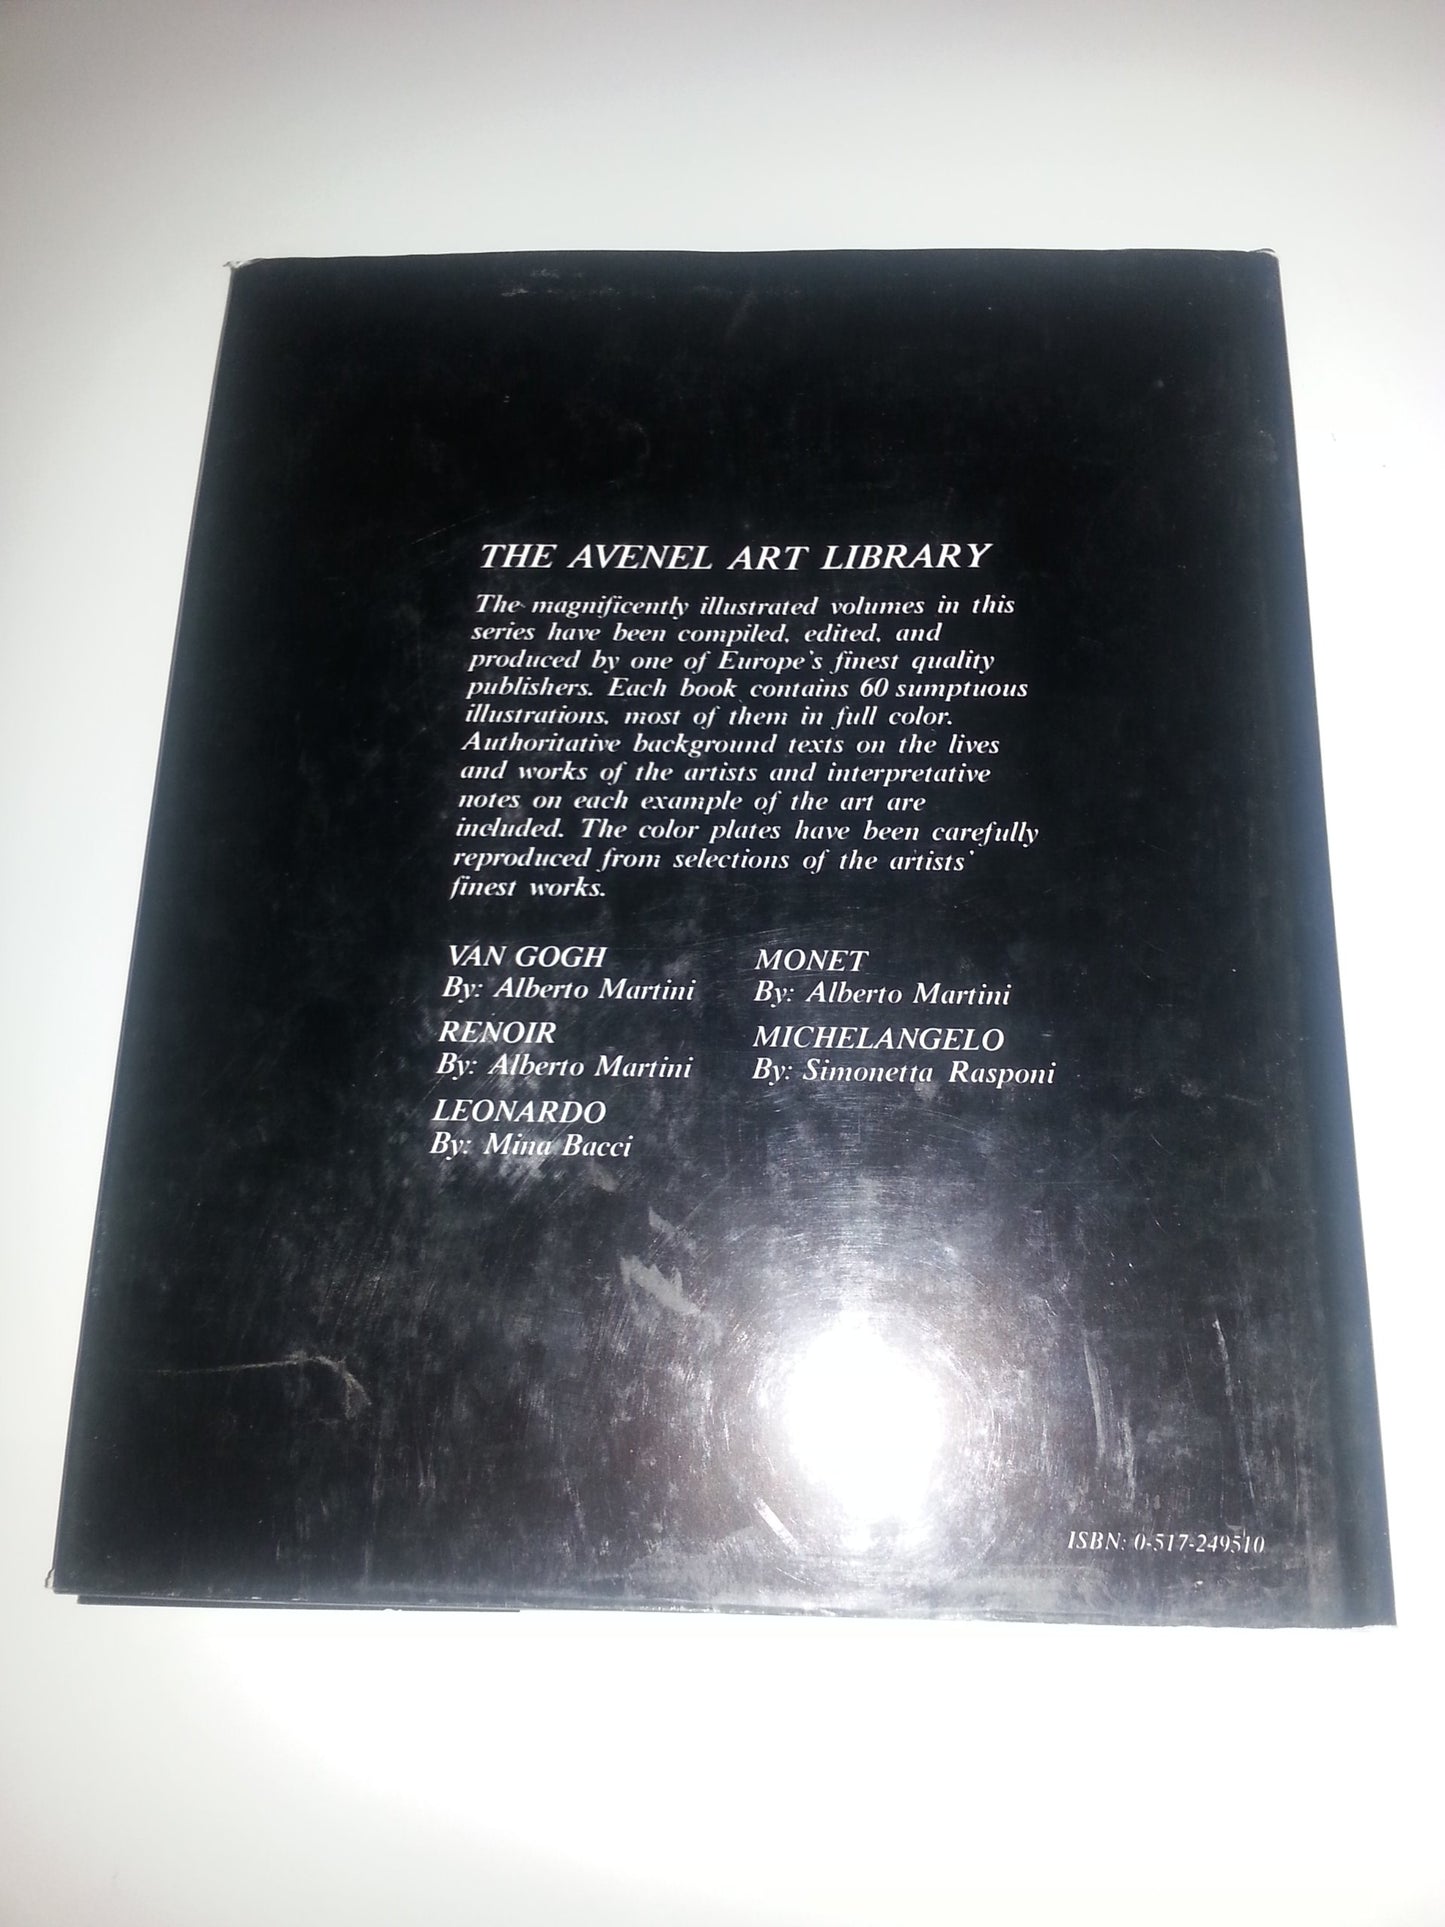 THE AVENEL ART LIBRARY
The magnificently illustrated volumes in this
series have been compiled, edited, and
produced by one of Europe's finest quality
publishers. Each book contains 60 sumptuous
illustrations, most of them in full color.
Authoritative background texts on the lives
and works of the artists and interpretative
notes on each example of the art are
included. The color plates have been carefully
reproduced from selections of the artists'
finest works.
VAN GOGH
By: Alberto Martini
RENOIR
By: Alberto Martini
LEONARDO
By: Mina Bacci
MONET
By: Alberto Martini
MICHELANGELO
By: Simonetta Rasponi
ISBN: 0-517-249510